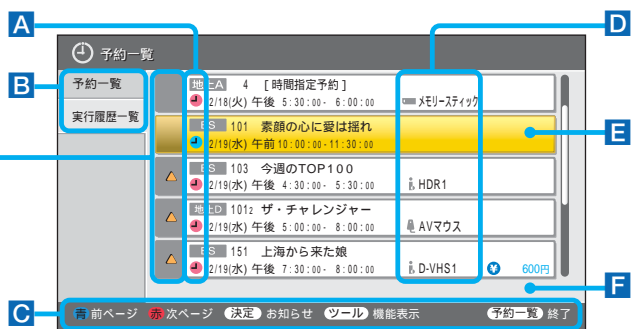 A
D
予約一覧
B
予約一覧
実行履歴一覧
地上A 4 [時間指定予約]
2/18(火) 午後 5:30:00- 6:00:00 メモリースティック
BS 101 素顔の心に愛は揺れ
2/19(水) 午前10:00:00-11:30:00
E
BS 103 今週のTOP100
2/19(水) 午後 4:30:00- 5:30:00 i. HDR1
地上D 1012 ザ・チャレンジャー
2/19(水) 午後 5:00:00- 8:00:00 AVマウス
BS 151 上海から来た娘
2/19(水) 午後 7:30:00- 8:00:00 i. D-VHS1 ¥ 600円
F
C
青 前ページ 赤 次ページ 決定 お知らせ ツール 機能表示 予約一覧 終了